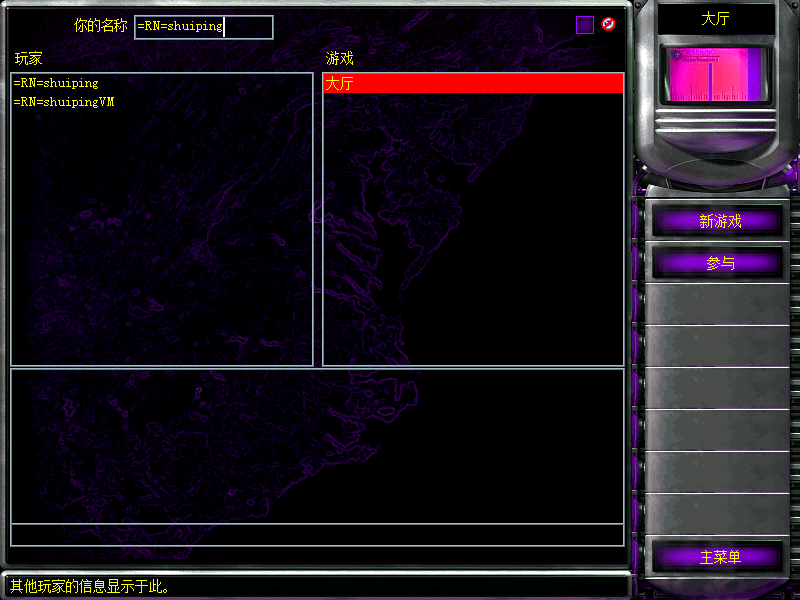 你的名称 =RN=shuiping
大厅
玩家
游戏
=RN=shuiping
=RN=shuipingVM
大厅
WARNING
新游戏
参与
主菜单
其他玩家的信息显示于此。